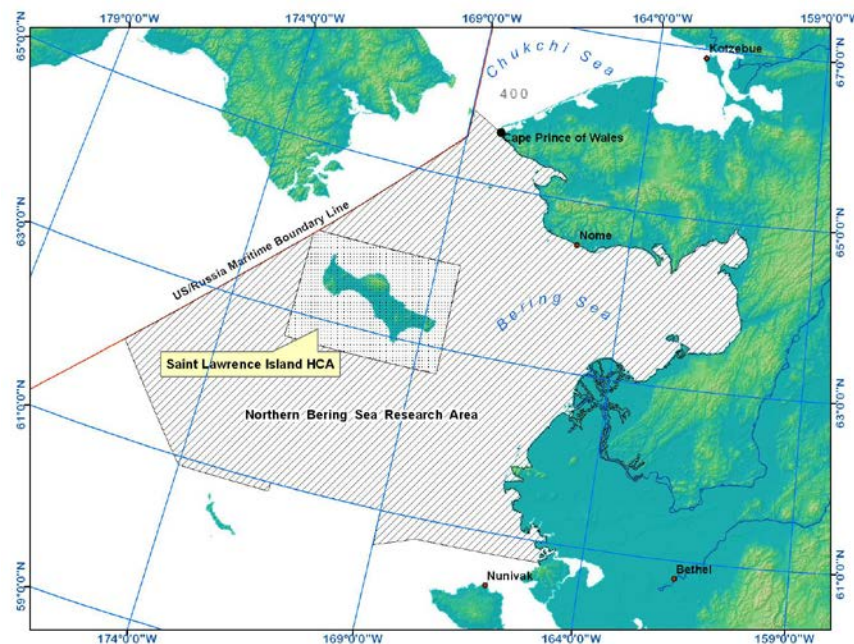 179°0'0"W
174°0'0"W
169°0'0"W
164°0'0"W
159°0'0"W
65°0'0"N
67°0'0"N
Kotzebue
Chukchi Sea
400
Cape Prince of Wales
63°0'0"N
65°0'0"N
US/Russia Maritime Boundary Line
Nome
Bering Sea
Saint Lawrence Island HCA
61°0'0"N
63°0'0"N
Northern Bering Sea Research Area
59°0'0"N
61°0'0"N
Nunivak
Bethel
174°0'0"W
169°0'0"W
164°0'0"W
159°0'0"W